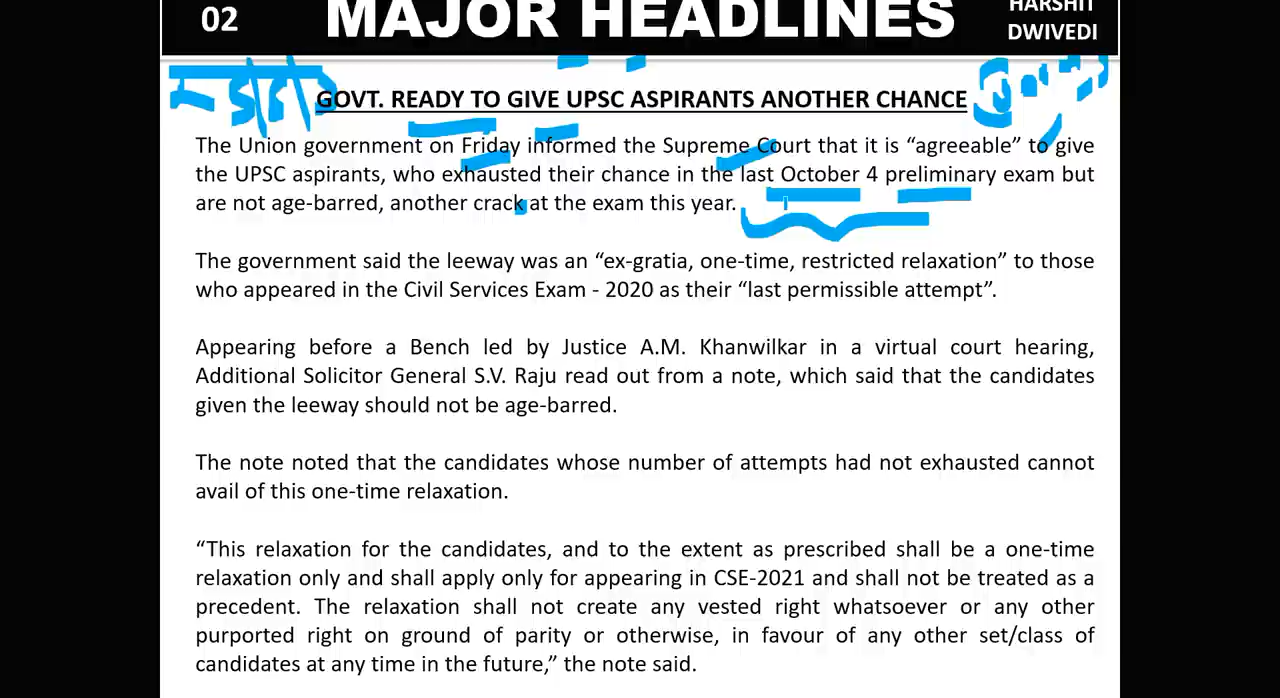 02
MAJOR HEADLINES
HARSHIT
DWIVEDI
GOVT. READY TO GIVE UPSC ASPIRANTS ANOTHER CHANCE
The Union government on Friday informed the Supreme Court that it is “agreeable” to give
the UPSC aspirants, who exhausted their chance in the last October 4 preliminary exam but
are not age-barred, another crack at the exam this year.
The government said the leeway was an “ex-gratia, one-time, restricted relaxation” to those
who appeared in the Civil Services Exam - 2020 as their “last permissible attempt”.
Appearing before a Bench led by Justice A.M. Khanwilkar in a virtual court hearing,
Additional Solicitor General S.V. Raju read out from a note, which said that the candidates
given the leeway should not be age-barred.
The note noted that the candidates whose number of attempts had not exhausted cannot
avail of this one-time relaxation.
“This relaxation for the candidates, and to the extent as prescribed shall be a one-time
relaxation only and shall apply only for appearing in CSE-2021 and shall not be treated as a
precedent. The relaxation shall not create any vested right whatsoever or any other
purported right on ground of parity or otherwise, in favour of any other set/class of
candidates at any time in the future,” the note said.